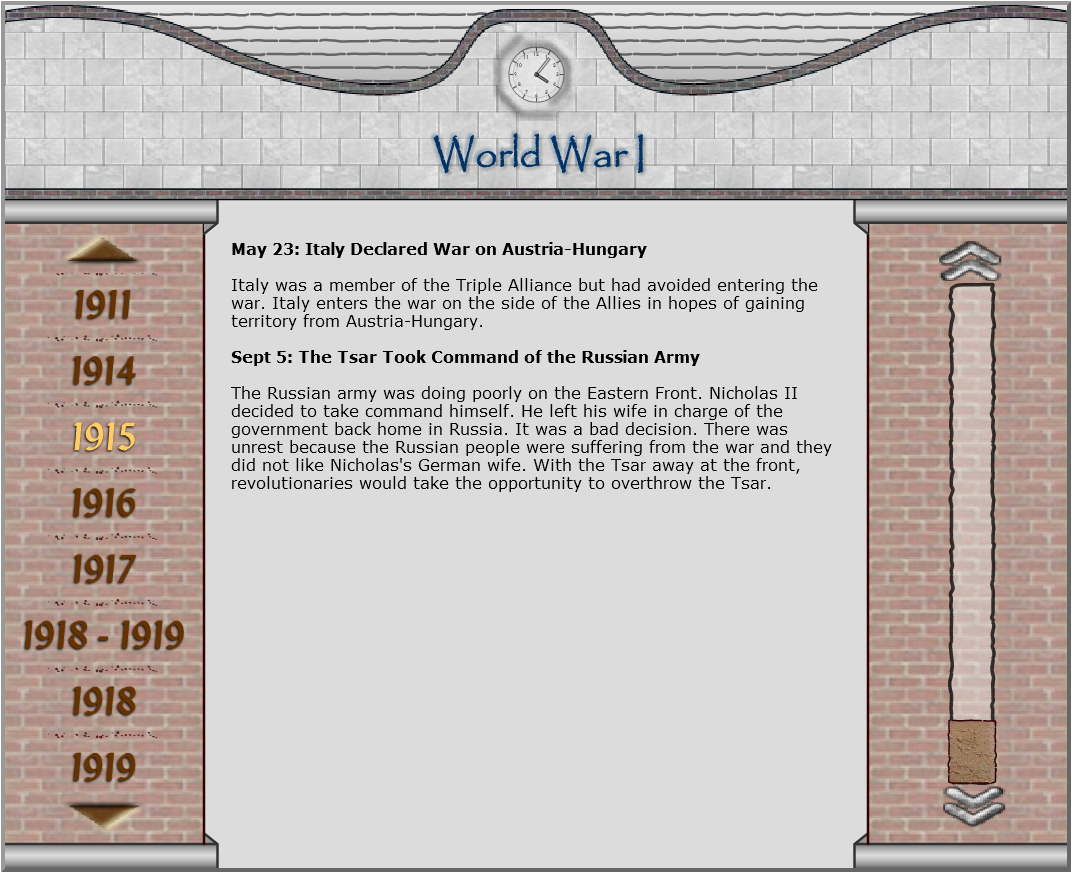 World War I
1911
1914
1915
1916
1917
1918 - 1919
1918
1919
May 23: Italy Declared War on Austria-Hungary
Italy was a member of the Triple Alliance but had avoided entering the
war. Italy enters the war on the side of the Allies in hopes of gaining
territory from Austria-Hungary.
Sept 5: The Tsar Took Command of the Russian Army
The Russian army was doing poorly on the Eastern Front. Nicholas II
decided to take command himself. He left his wife in charge of the
government back home in Russia. It was a bad decision. There was
unrest because the Russian people were suffering from the war and they
did not like Nicholas's German wife. With the Tsar away at the front,
revolutionaries would take the opportunity to overthrow the Tsar.